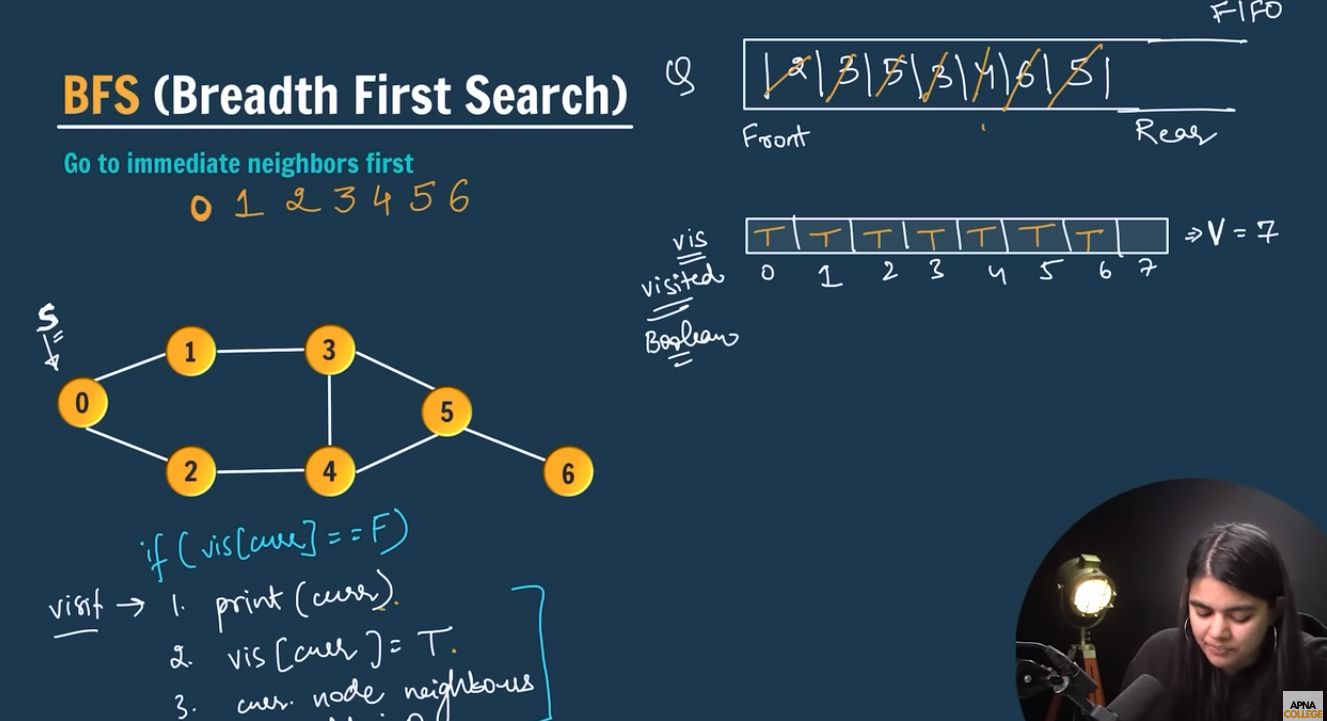 FIFO
BFS (Breadth First Search)
Q | 2 | 3 | 5 | 3 | 4 | 6 | 5 |
Front Rear
Go to immediate neighbors first
0 1 2 3 4 5 6
vis T | T | T | T | T | T | T | ⇒ V = 7
0 1 2 3 4 5 6 7
visited
Boolean
S
1 3
0 5
2 4 6
if (vis[curr] == F)
visit → 1. print (curr).
2. vis [curr] = T.
3. curr. node neighbours
APNA
COLLEGE